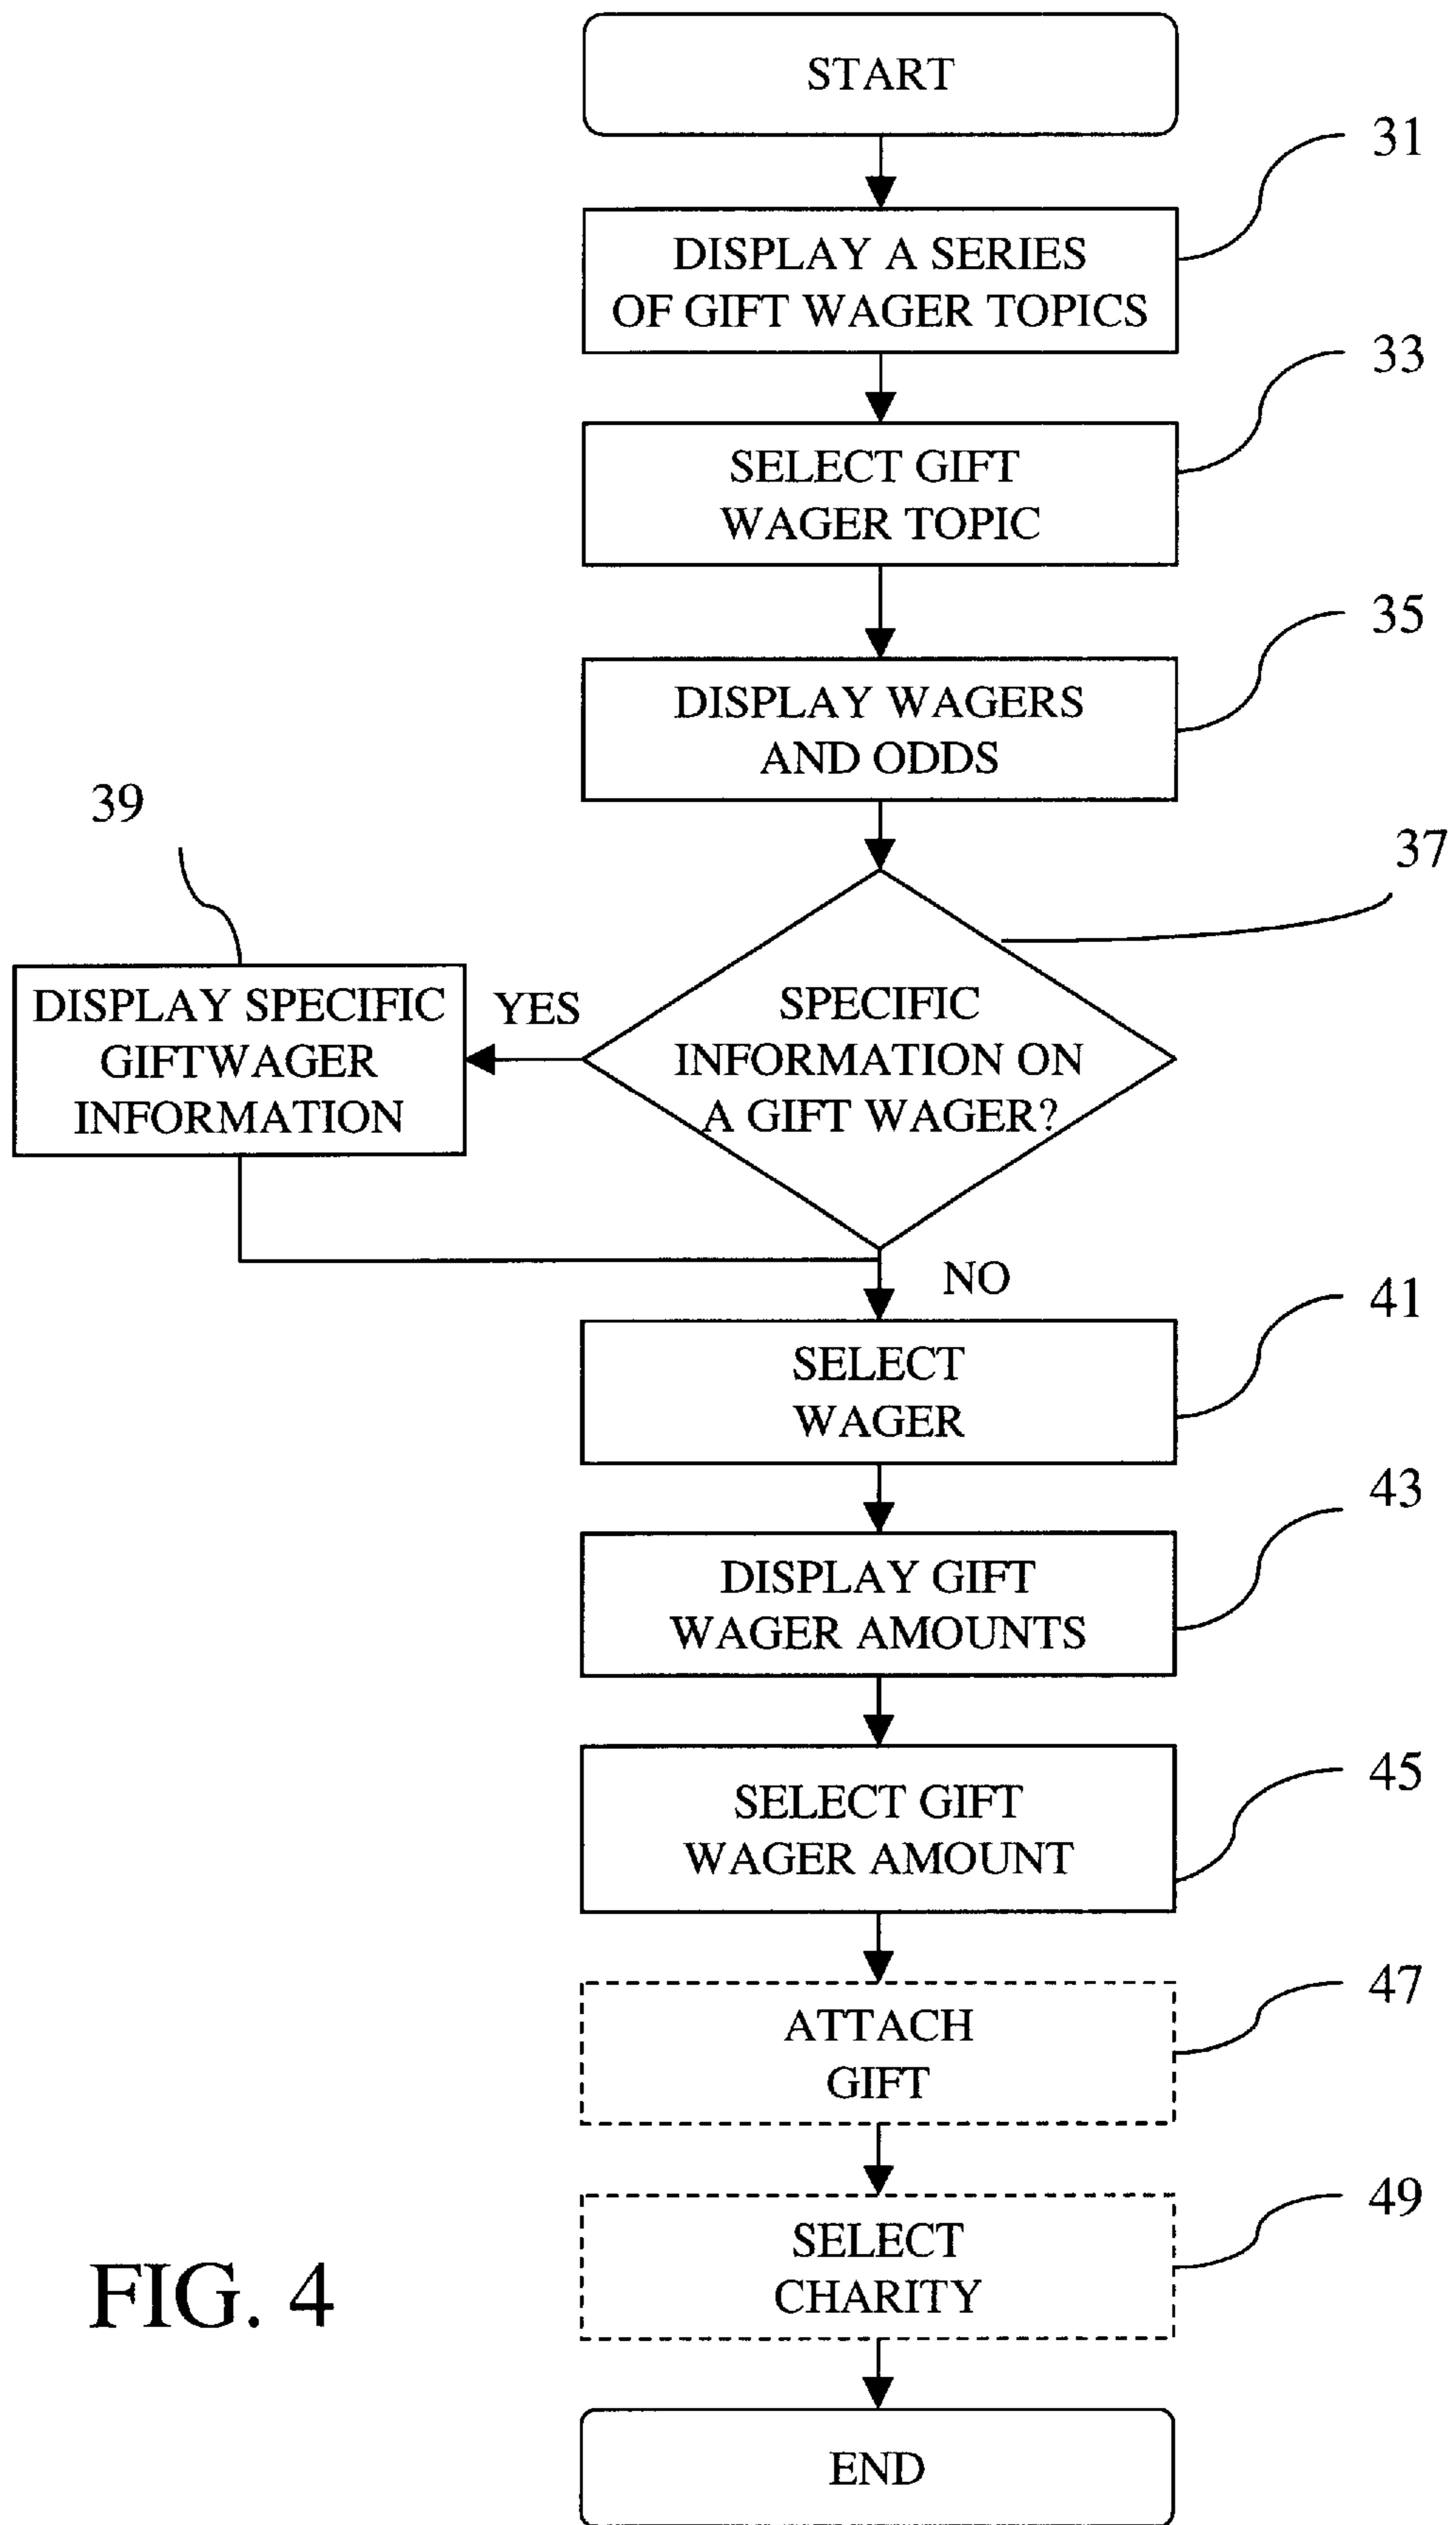 START
31
DISPLAY A SERIES
OF GIFT WAGER TOPICS
33
SELECT GIFT
WAGER TOPIC
35
DISPLAY WAGERS
AND ODDS
39
37
DISPLAY SPECIFIC
GIFTWAGER
INFORMATION
YES
SPECIFIC
INFORMATION ON
A GIFT WAGER?
NO
41
SELECT
WAGER
43
DISPLAY GIFT
WAGER AMOUNTS
45
SELECT GIFT
WAGER AMOUNT
47
ATTACH
GIFT
49
SELECT
CHARITY
FIG. 4
END